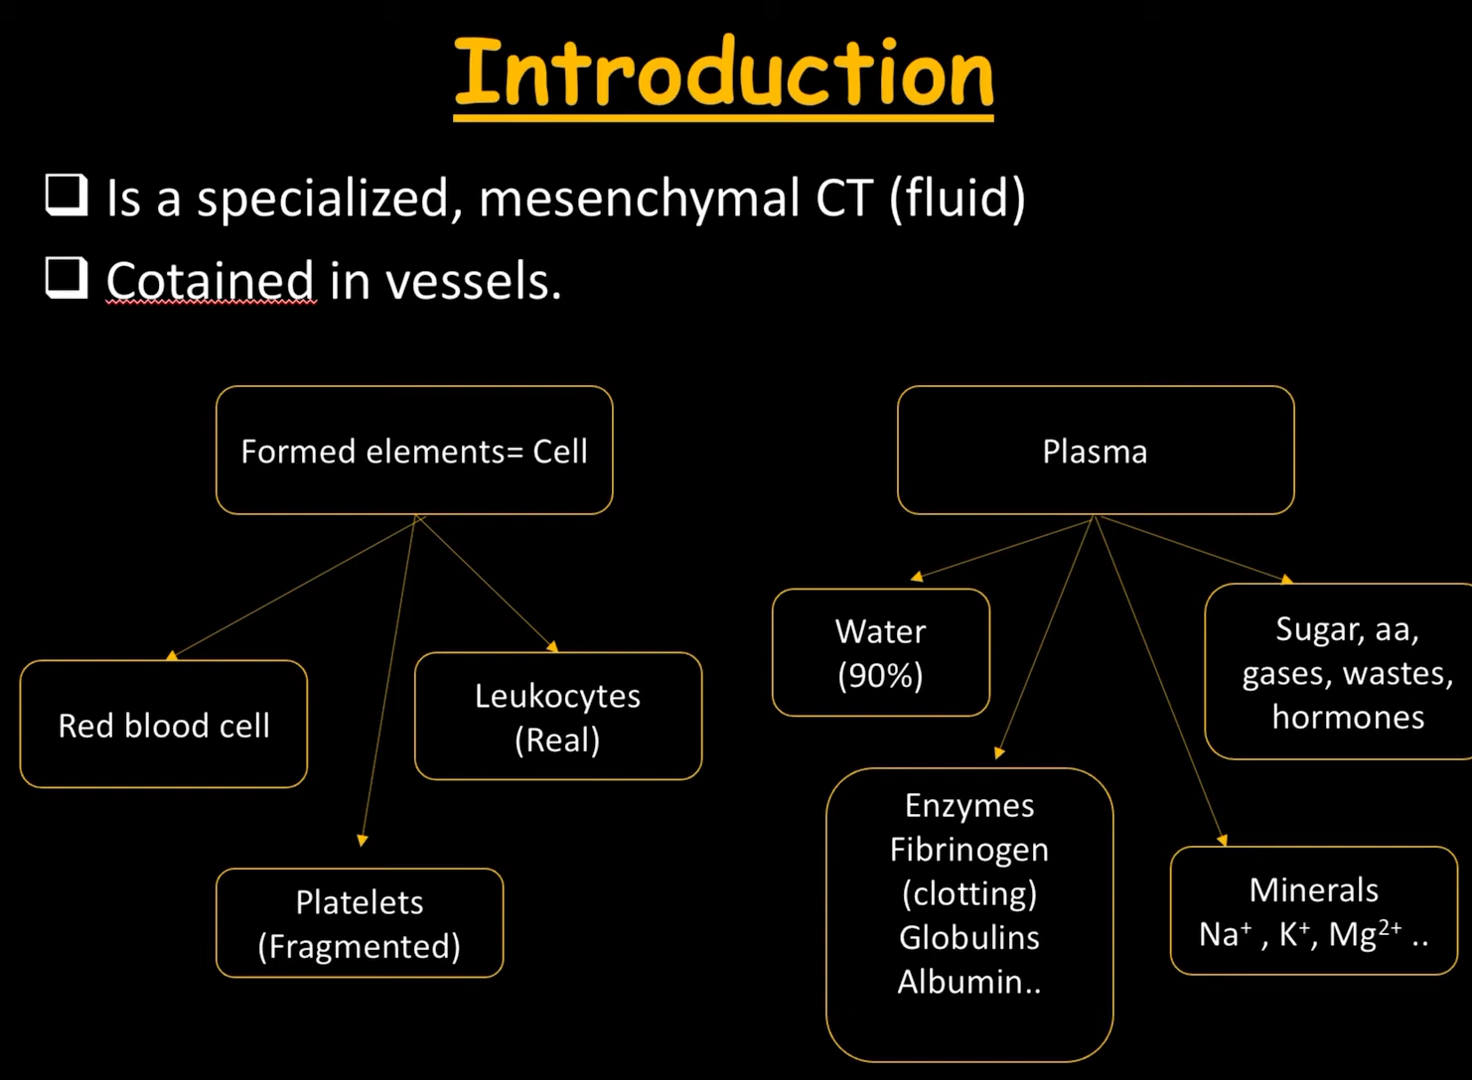 Introduction
Is a specialized, mesenchymal CT (fluid)
Cotained in vessels.
Formed elements= Cell
Plasma
Red blood cell
Leukocytes
(Real)
Platelets
(Fragmented)
Water
(90%)
Sugar, aa,
gases, wastes,
hormones
Enzymes
Fibrinogen
(clotting)
Globulins
Albumin..
Minerals
Na⁺ , K⁺, Mg²⁺ ..